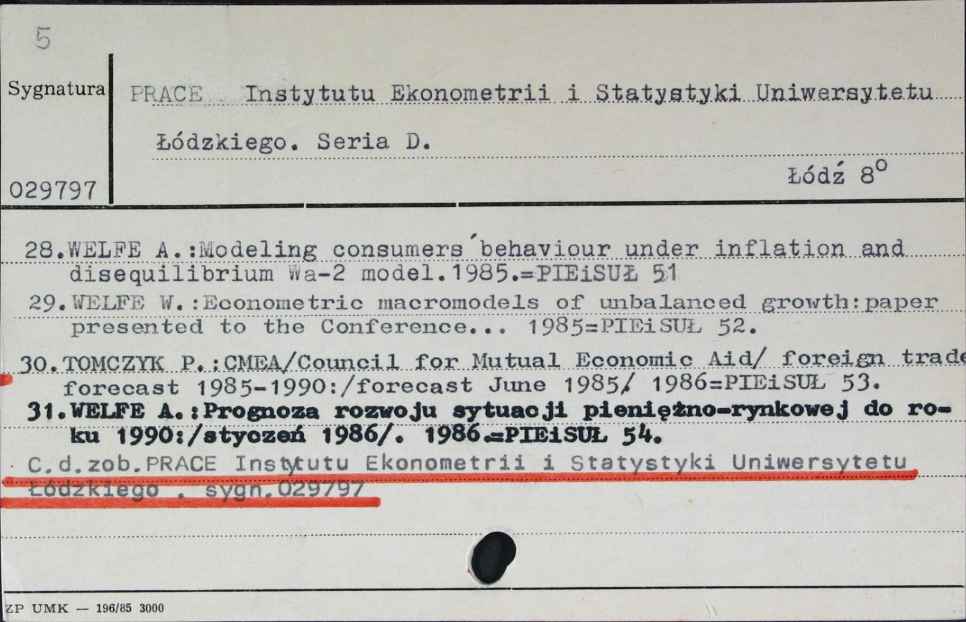 5
Sygnatura
PRACE Instytutu Ekonometrii i Statystyki Uniwersytetu
Łódzkiego. Seria D.
Łódź 8°
029797
28.WELFE A.:Modeling consumers´behaviour under inflation and
disequilibrium Wa-2 model.1985.=PIEiSUŁ 51
29.WELFE W.:Econometric macromodels of unbalanced growth:paper
presented to the Conference... 1985=PIEiSUŁ 52.
30.TOMCZYK P.:CMEA/Council for Mutual Economic Aid/ foreign trade
forecast 1985-1990:/forecast June 1985/ 1986=PIEiSUŁ 53.
31.WELFE A.:Prognoza rozwoju sytuacji pieniężno-rynkowej do ro-
ku 1990:/styczeń 1986/. 1986.=PIEiSUŁ 54.
C.d.zob.PRACE Instytutu Ekonometrii i Statystyki Uniwersytetu
Łódzkiego . sygn.029797
ZP UMK — 196/85 3000